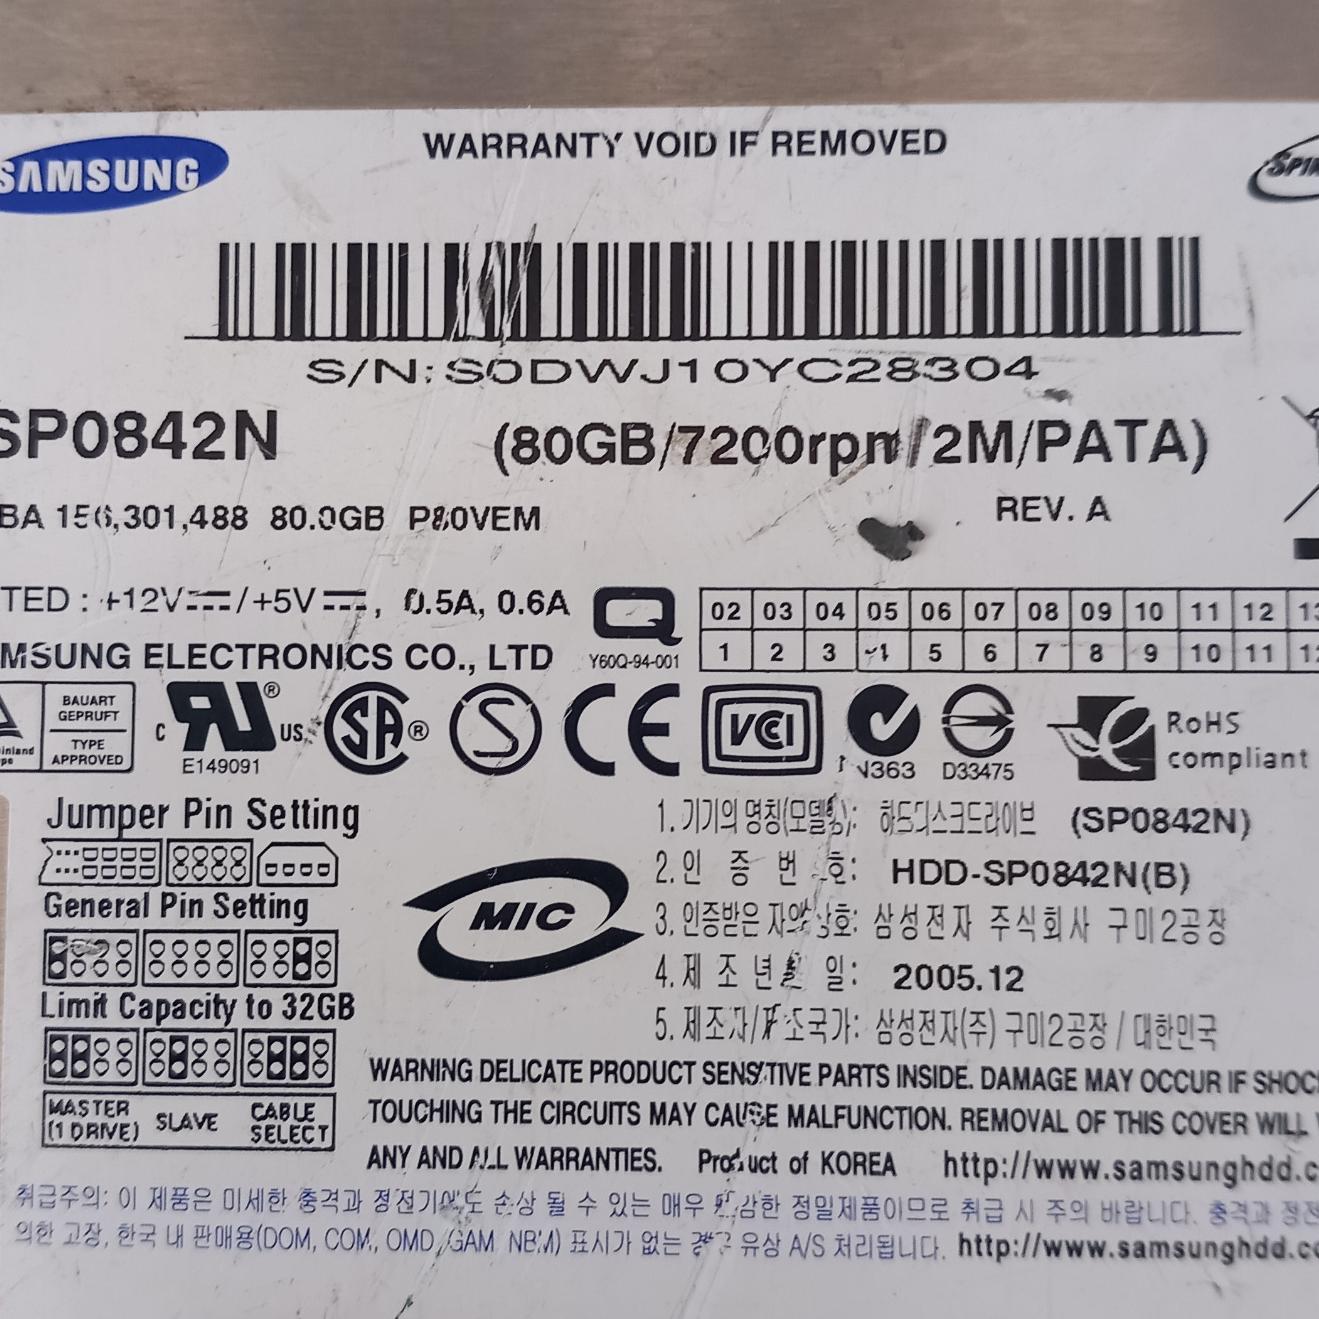 SAMSUNG
WARRANTY VOID IF REMOVED
S/N: S0DWJ10YC28304
SP0842N (80GB/7200rpm/2M/PATA)
BA 156,301,488 80.0GB P80VEM REV. A
TED : +12V /+5V , 0.5A, 0.6A
Q
Y60Q-94-001
02 03 04 05 06 07 08 09 10 11 12
1 2 3 4 5 6 7 8 9 10 11
MSUNG ELECTRONICS CO., LTD
BAUART
GEPRUFT
TYPE
APPROVED
C RU ® US
E149091
SA ®
S
CE
VCI
N363
D33475
RoHS
compliant
Jumper Pin Setting
General Pin Setting
Limit Capacity to 32GB
MASTER
(1 DRIVE)
SLAVE
CABLE
SELECT
MIC
1. 기기의 명칭(모델명): 하드디스크드라이브 (SP0842N)
2. 인 증 번 호: HDD-SP0842N(B)
3. 인증받은 자의 상호: 삼성전자 주식회사 구미2공장
4. 제 조 년 월 일: 2005.12
5. 제조자/제조국가: 삼성전자(주) 구미2공장 / 대한민국
WARNING DELICATE PRODUCT SENSITIVE PARTS INSIDE. DAMAGE MAY OCCUR IF SHOC
TOUCHING THE CIRCUITS MAY CAUSE MALFUNCTION. REMOVAL OF THIS COVER WILL
ANY AND ALL WARRANTIES. Product of KOREA http://www.samsunghdd.c
취급주의: 이 제품은 미세한 충격과 정전기에도 손상 될 수 있는 매우 민감한 정밀제품이므로 취급 시 주의 바랍니다. 충격과 정전
의한 고장, 한국 내 판매용(DOM, COM, OMD, GAM, NBM) 표시가 없는 경우 유상 A/S 처리됩니다. http://www.samsunghdd.c